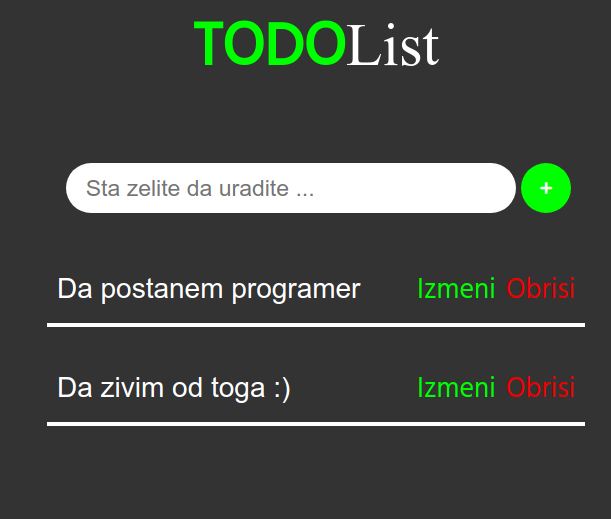 TODOList
Sta zelite da uradite ...
+
Da postanem programer Izmeni Obrisi
Da zivim od toga :) Izmeni Obrisi